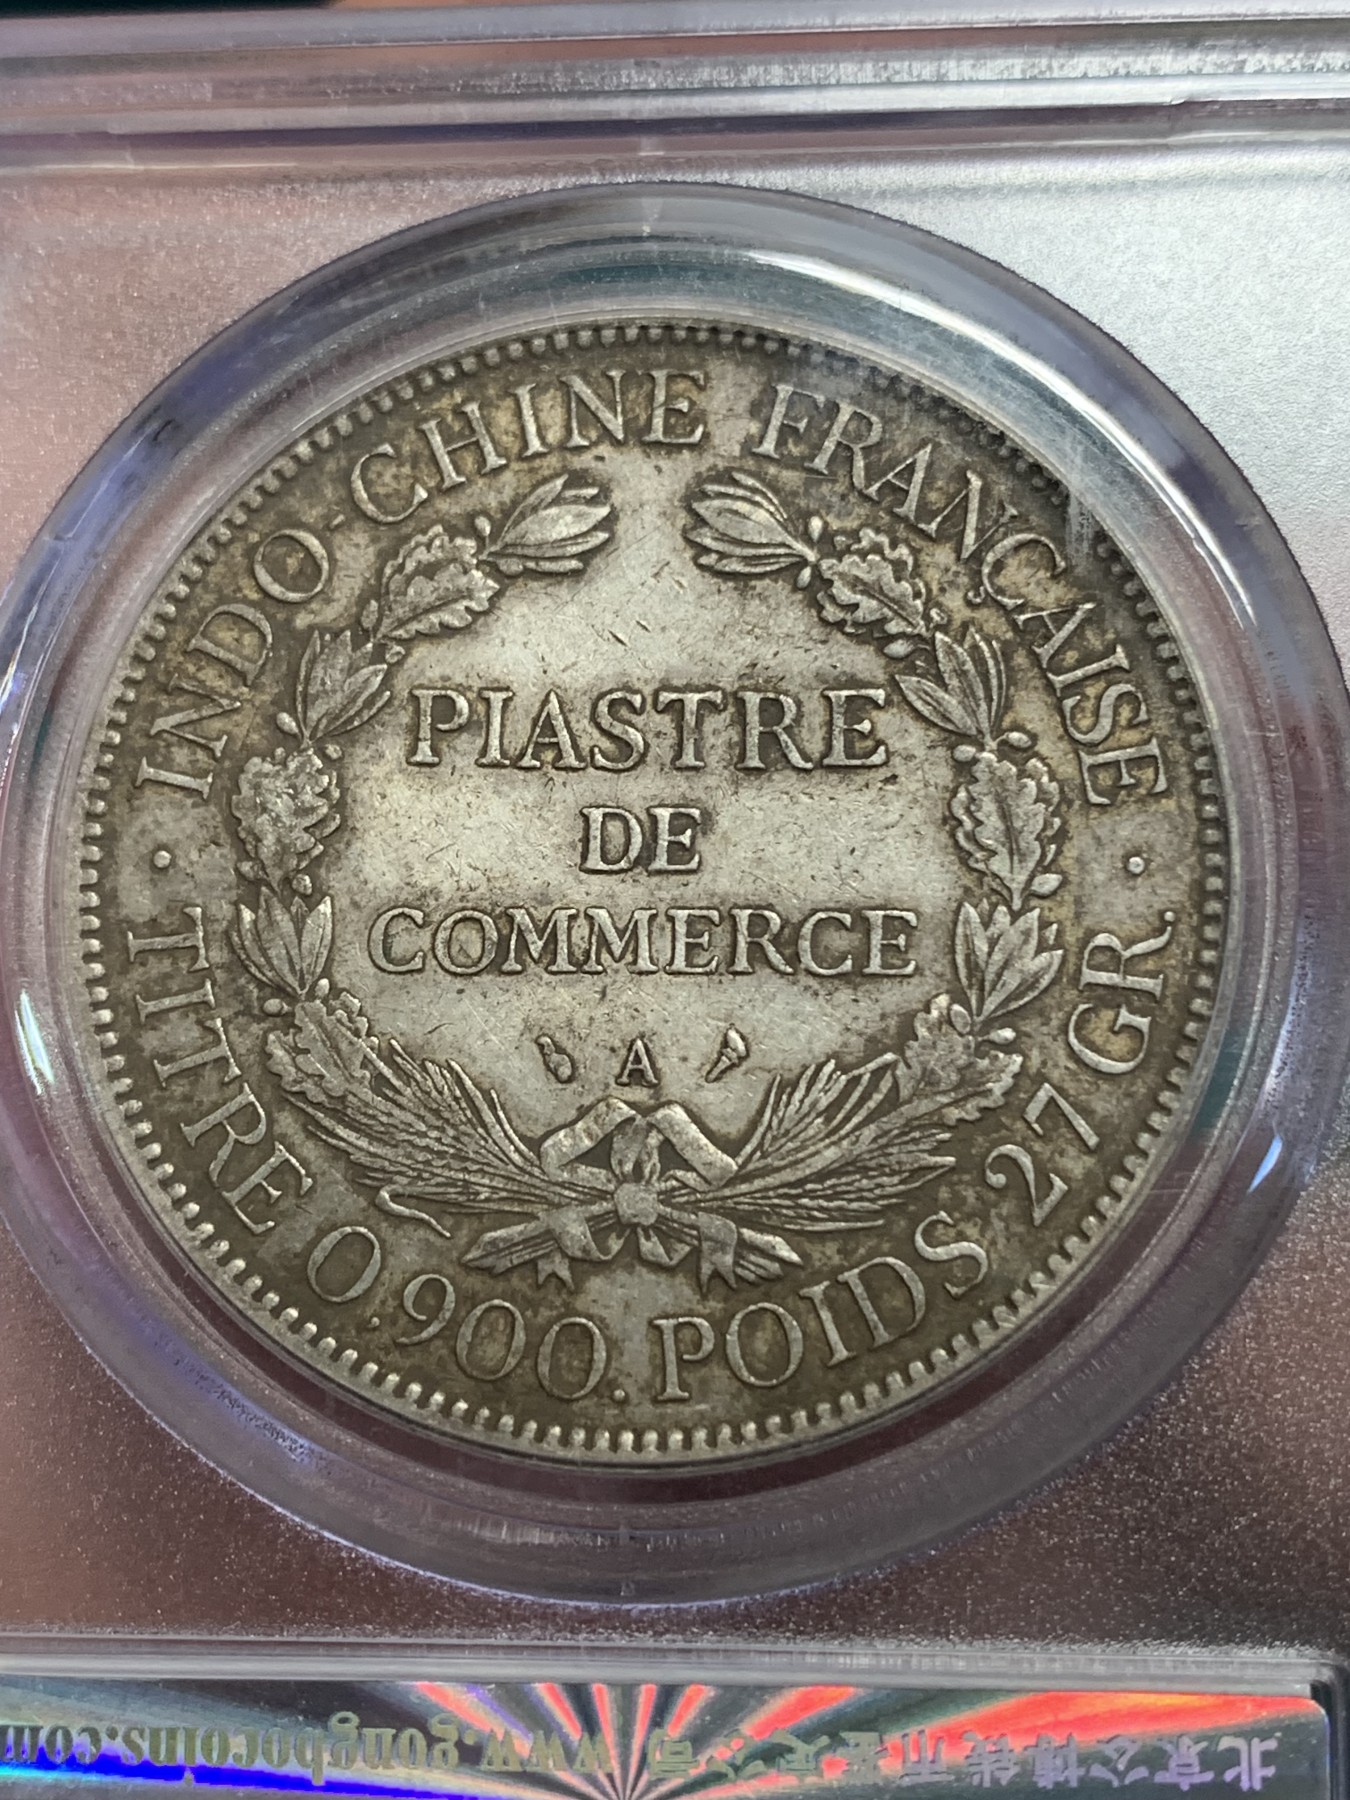 · INDO-CHINE FRANÇAISE ·
PIASTRE
DE
COMMERCE
A
TITRE 0,900. POIDS 27 GR.
北京公博钱币鉴定公司 www.gongbocoins.com